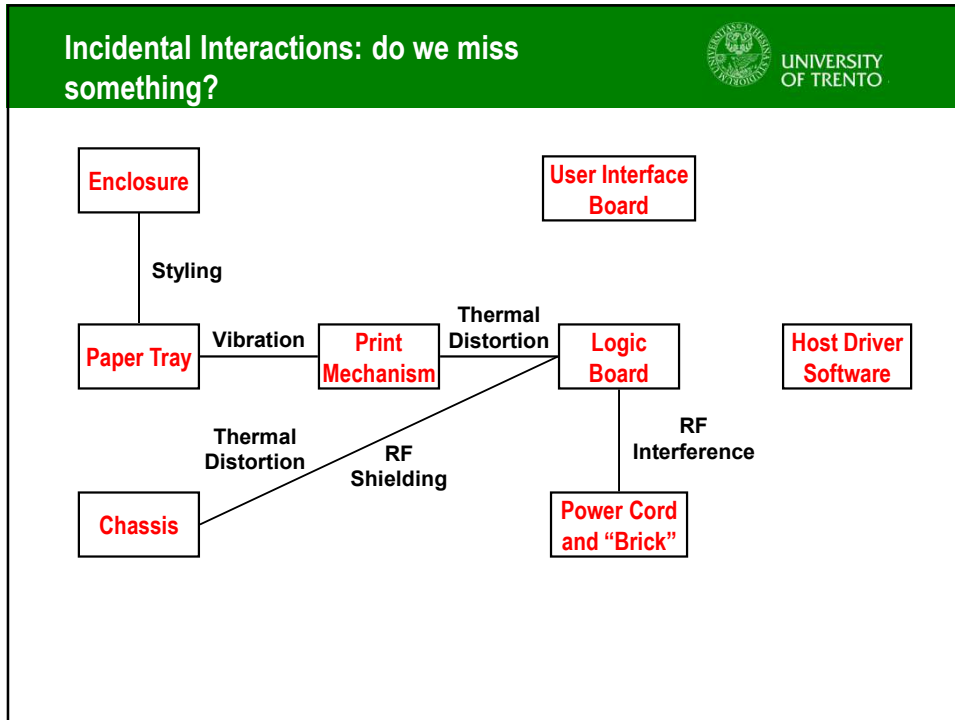 Incidental Interactions: do we miss
something?
UNIVERSITY
OF TRENTO
Enclosure
User Interface
Board
Styling
Paper Tray
Vibration
Print
Mechanism
Thermal
Distortion
Logic
Board
Host Driver
Software
Thermal
Distortion
RF
Shielding
RF
Interference
Chassis
Power Cord
and “Brick”